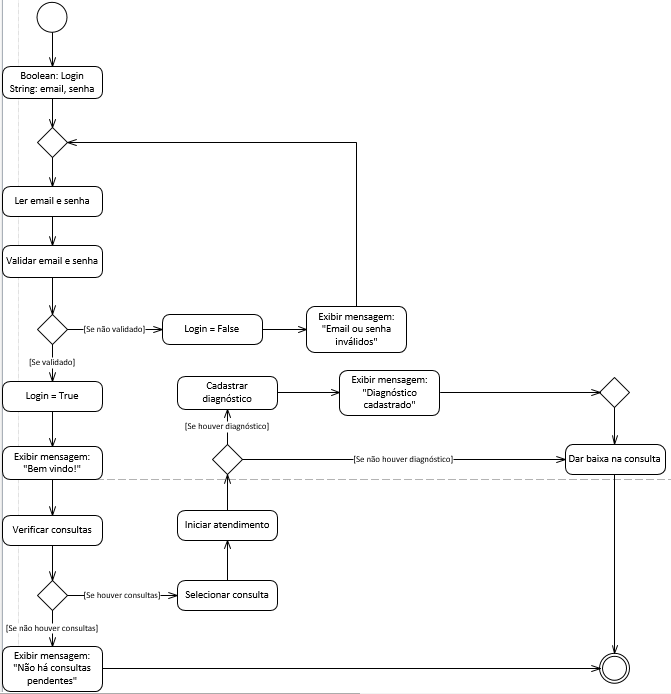 Boolean: Login
String: email, senha
Ler email e senha
Validar email e senha
[Se não validado]
Login = False
Exibir mensagem:
"Email ou senha
inválidos"
[Se validado]
Login = True
Cadastrar
diagnóstico
Exibir mensagem:
"Diagnóstico
cadastrado"
[Se houver diagnóstico]
Exibir mensagem:
"Bem vindo!"
[Se não houver diagnóstico]
Dar baixa na consulta
Verificar consultas
Iniciar atendimento
[Se houver consultas]
Selecionar consulta
[Se não houver consultas]
Exibir mensagem:
"Não há consultas
pendentes"